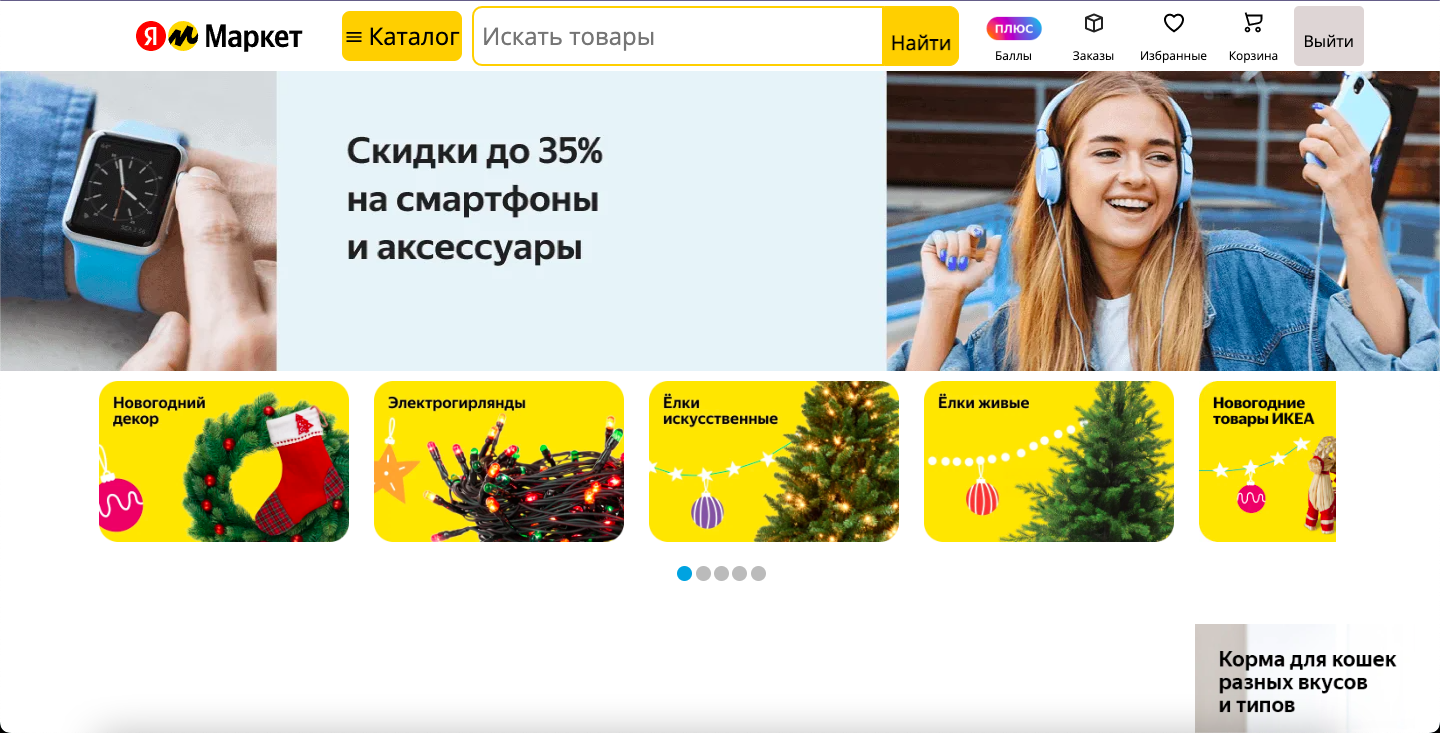 Я Маркет
Каталог
Искать товары
Найти
плюс
Баллы
Заказы
Избранные
Корзина
Выйти
Скидки до 35%
на смартфоны
и аксессуары
Новогодний
декор
Электрогирлянды
Ёлки
искусственные
Ёлки живые
Новогодние
товары ИКЕА
Корма для кошек
разных вкусов
и типов